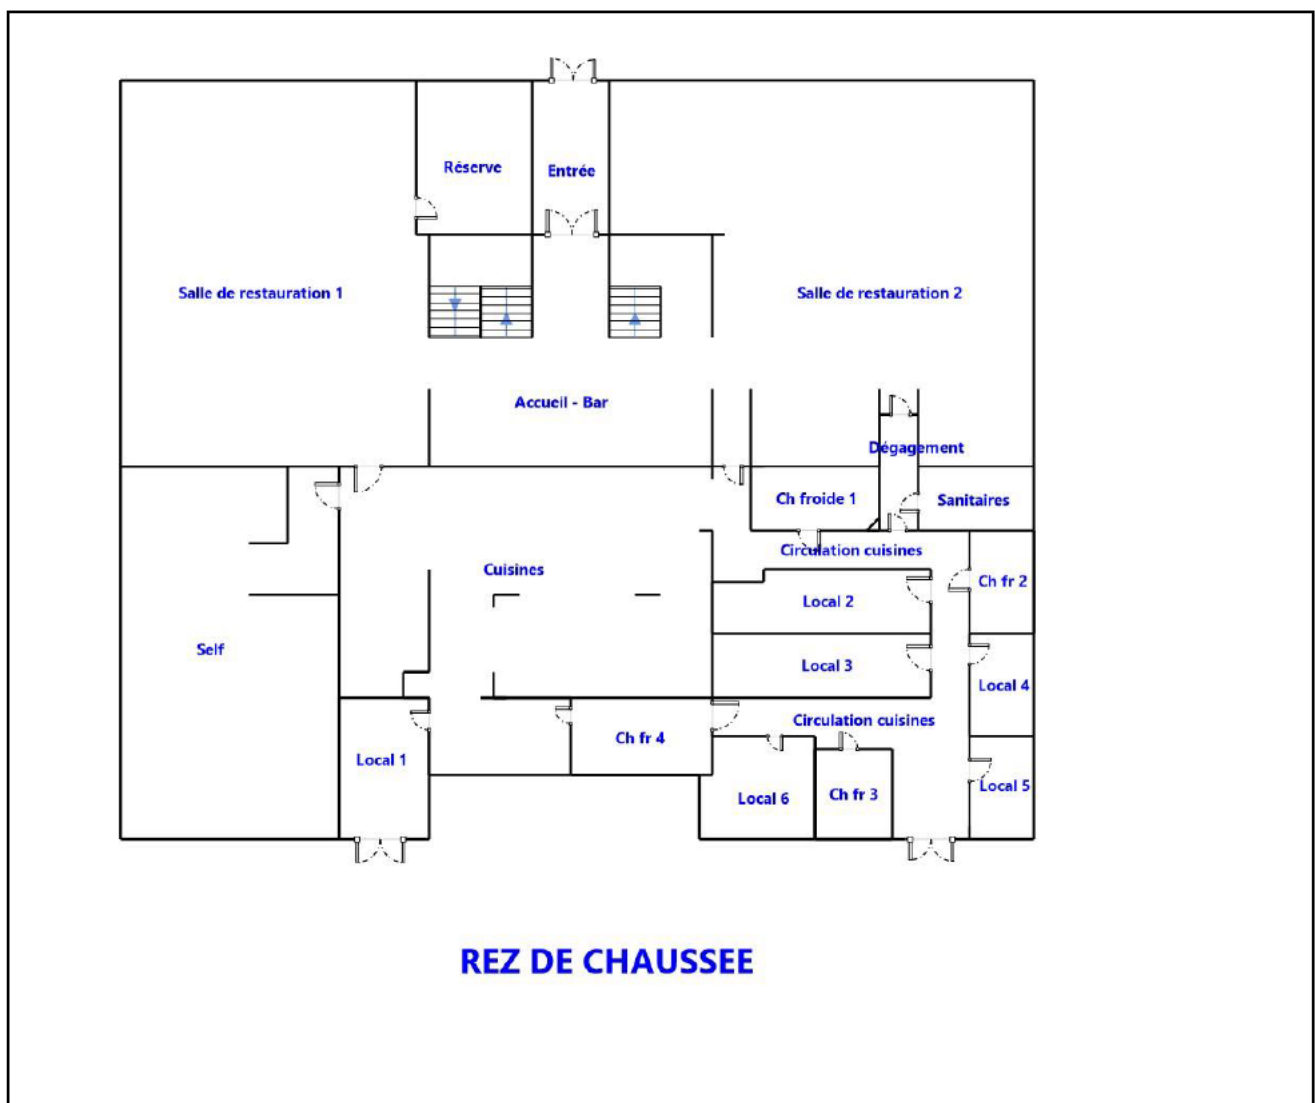 Réserve
Entrée
Salle de restauration 1
Salle de restauration 2
Accueil - Bar
Dégagement
Ch froide 1
Sanitaires
Circulation cuisines
Cuisines
Ch fr 2
Local 2
Self
Local 3
Local 4
Circulation cuisines
Ch fr 4
Local 1
Local 5
Local 6
Ch fr 3
REZ DE CHAUSSEE